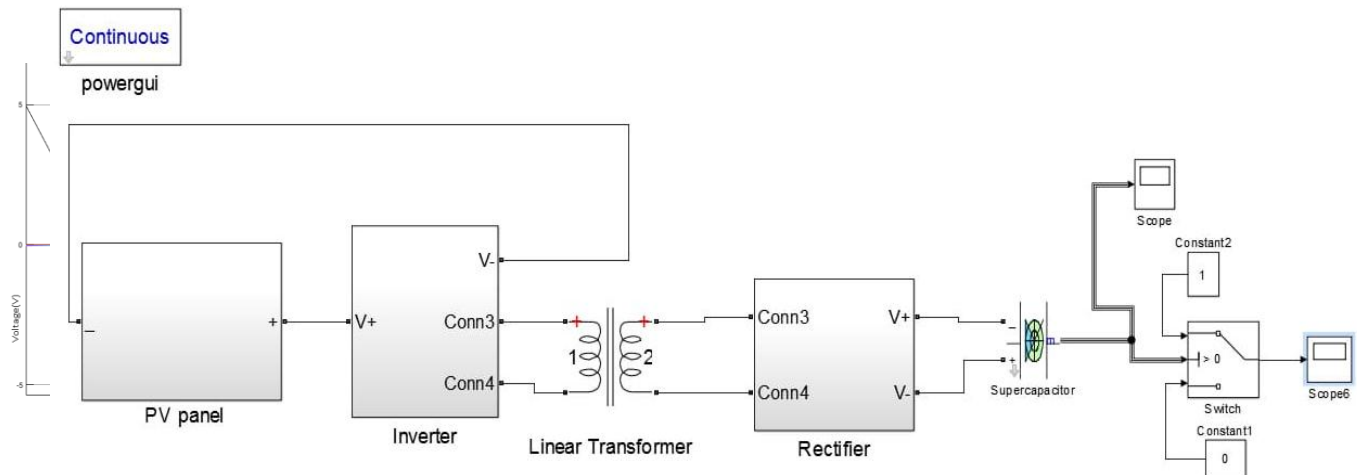 Continuous
powergui
5
0
-5
Voltage(V)
_
+
PV panel
V+
V-
Conn3
Conn4
Inverter
+
+
1
2
Linear Transformer
Conn3
Conn4
V+
V-
Rectifier
-
+
m
Supercapacitor
Scope
Constant2
1
> 0
Switch
Constant1
0
Scope6